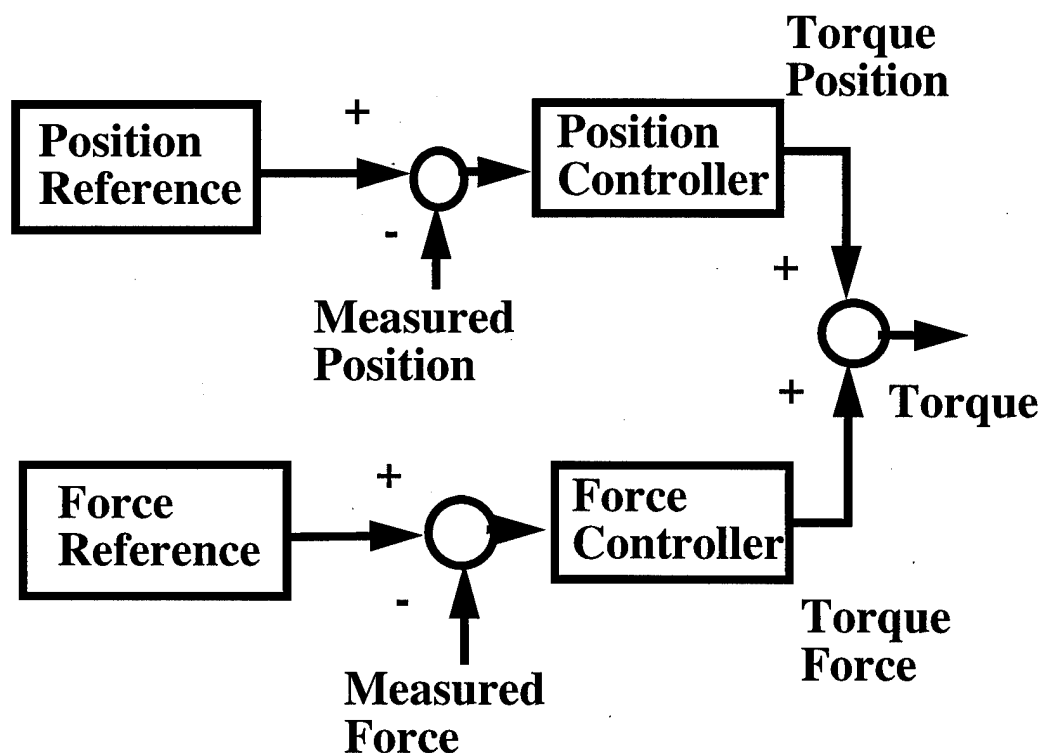 Torque
Position
+
Position
Reference
Position
Controller
-
Measured
Position
+
+
Torque
+
Force
Reference
Force
Controller
-
Measured
Force
Torque
Force